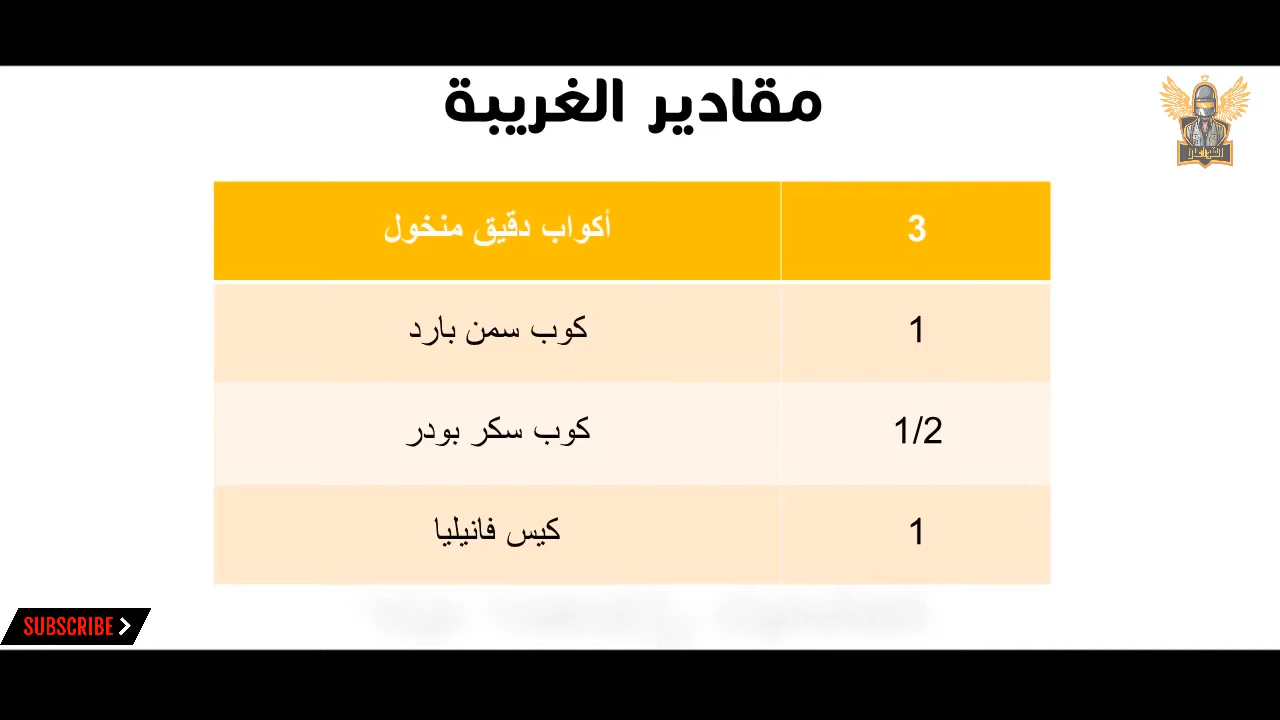 مقادير الغريبة
3 أكواب دقيق منخول
1 كوب سمن بارد
1/2 كوب سكر بودر
1 كيس فانيليا
SUBSCRIBE